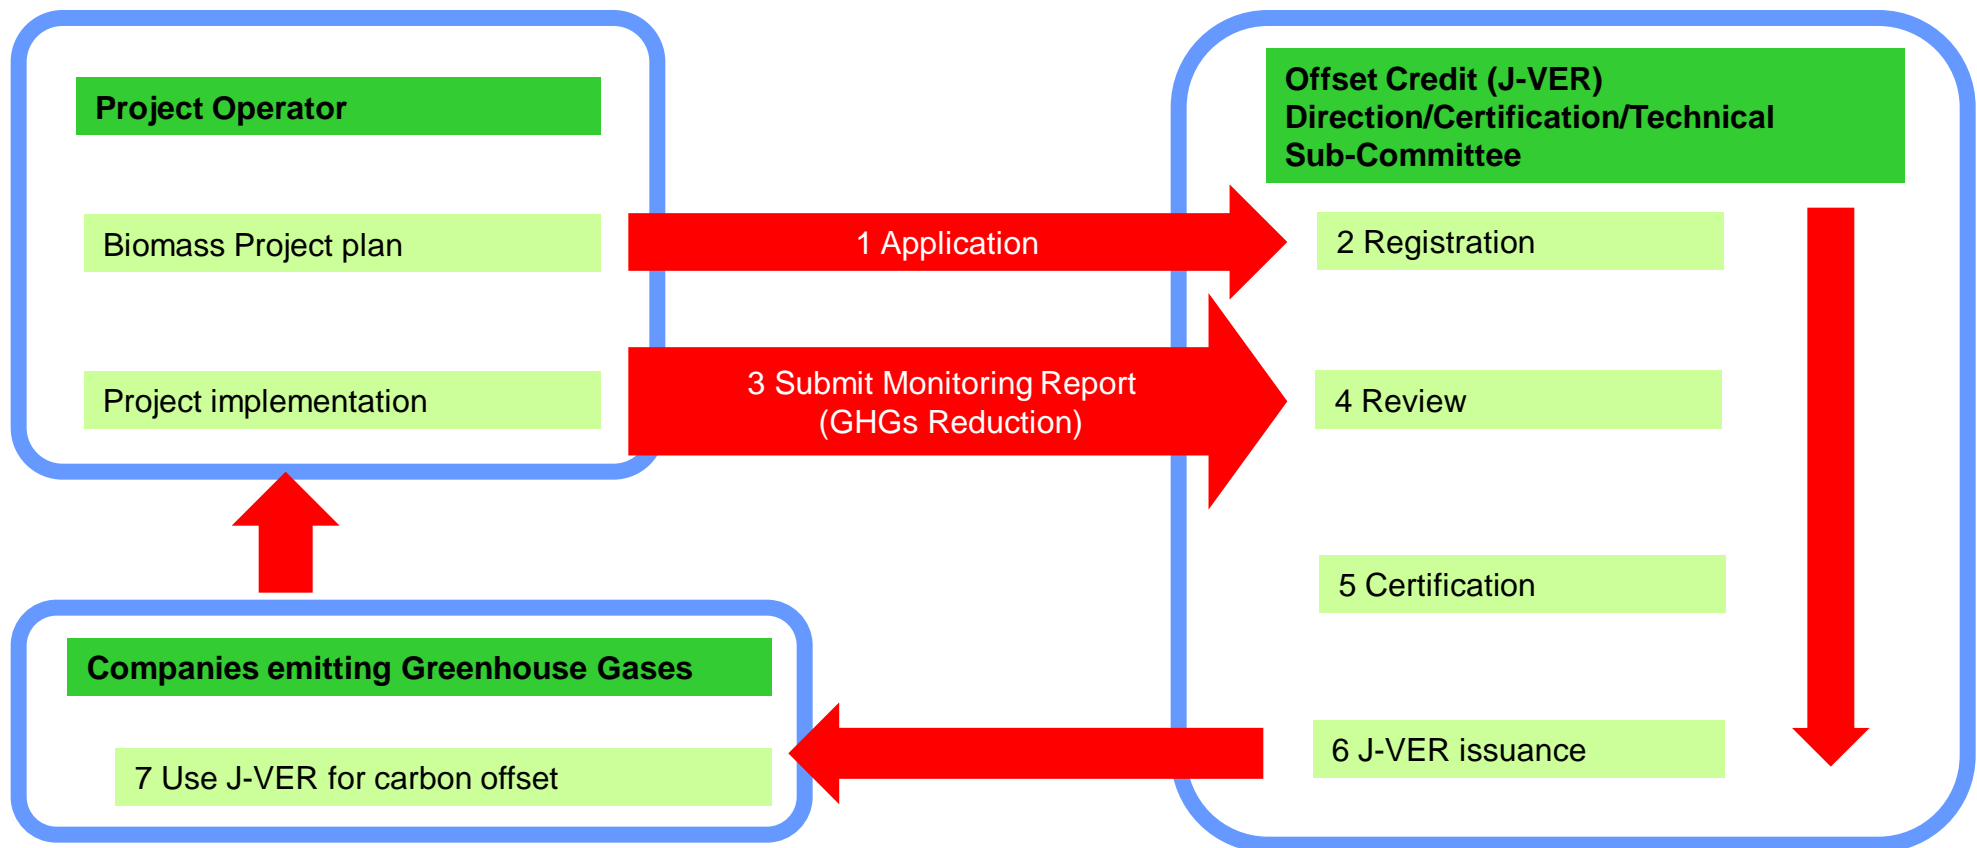 Project Operator
Offset Credit (J-VER)
Direction/Certification/Technical
Sub-Committee
Biomass Project plan
1 Application
2 Registration
Project implementation
3 Submit Monitoring Report
(GHGs Reduction)
4 Review
5 Certification
Companies emitting Greenhouse Gases
6 J-VER issuance
7 Use J-VER for carbon offset